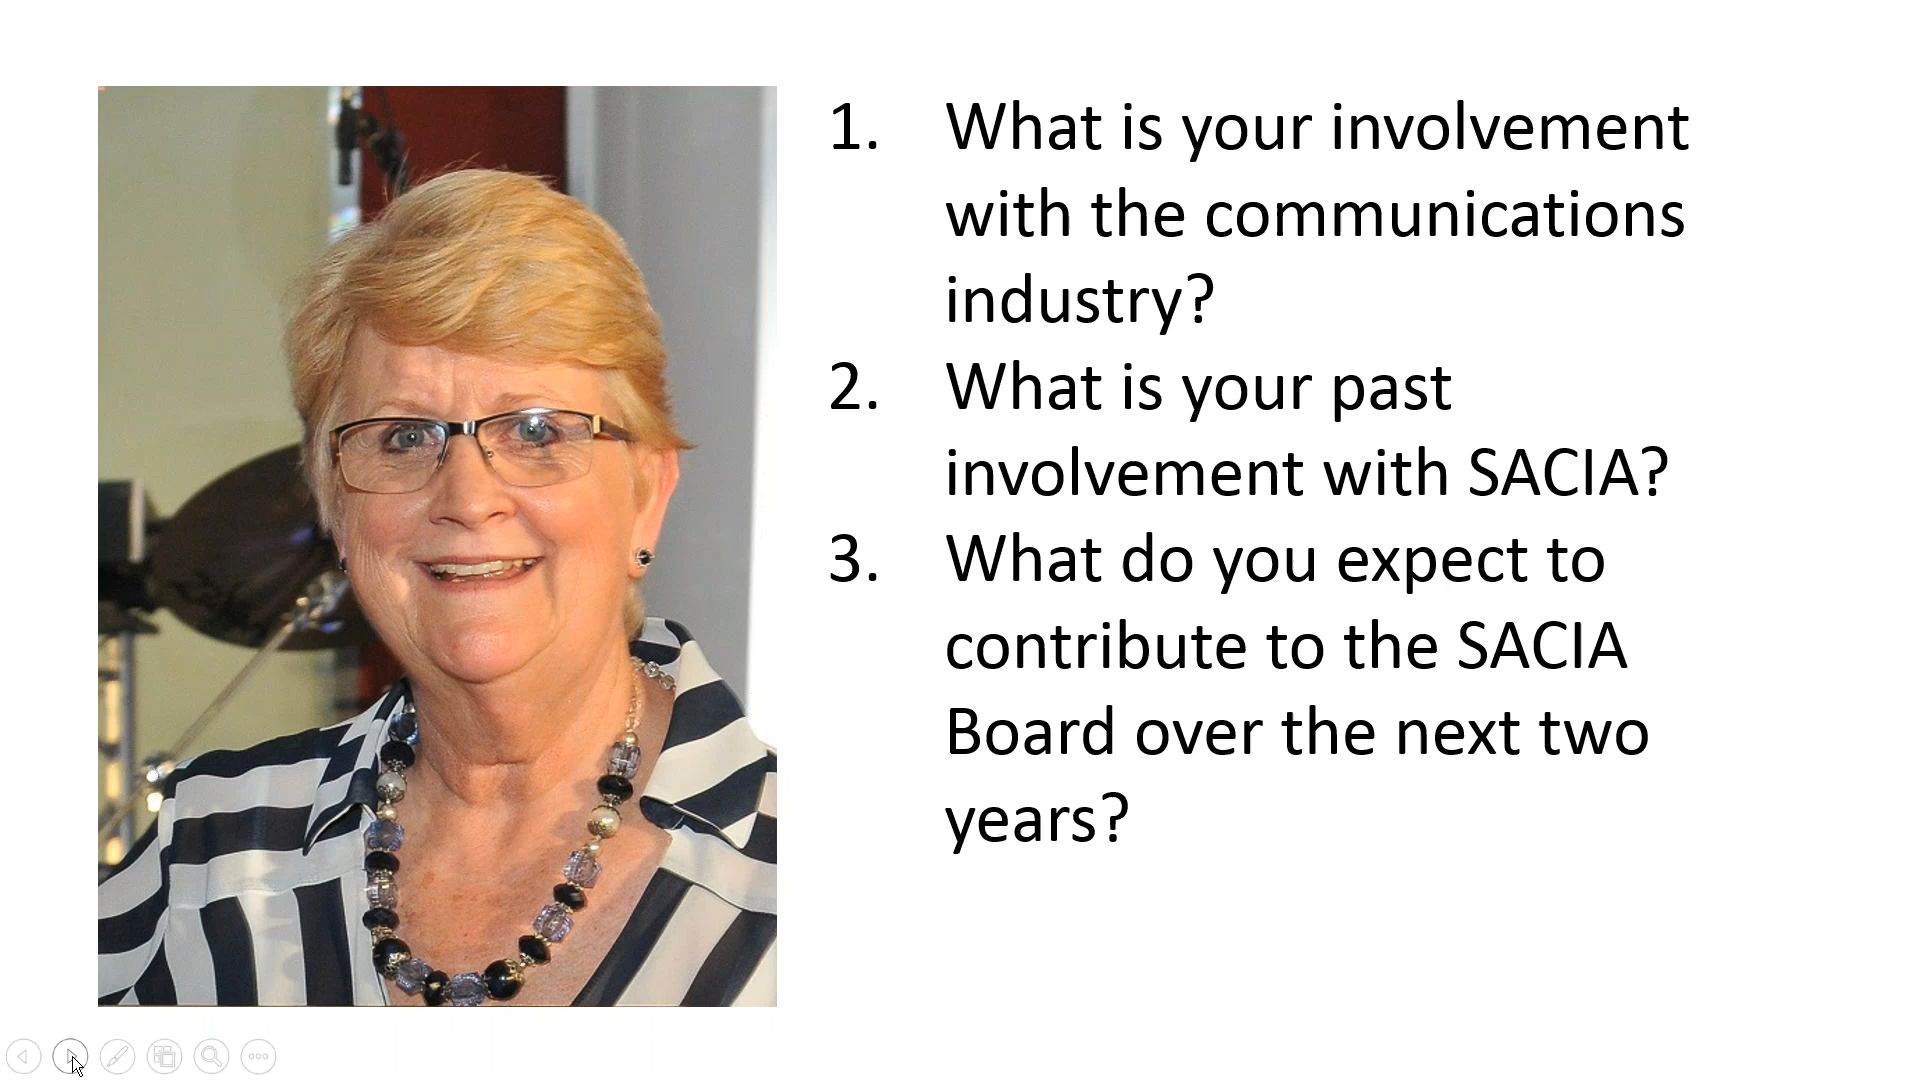 1. What is your involvement
with the communications
industry?
2. What is your past
involvement with SACIA?
3. What do you expect to
contribute to the SACIA
Board over the next two
years?